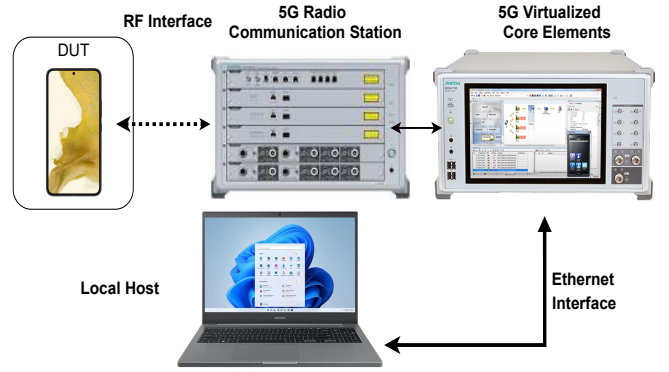 RF Interface
5G Radio
Communication Station
5G Virtualized
Core Elements
DUT
Local Host
Ethernet
Interface